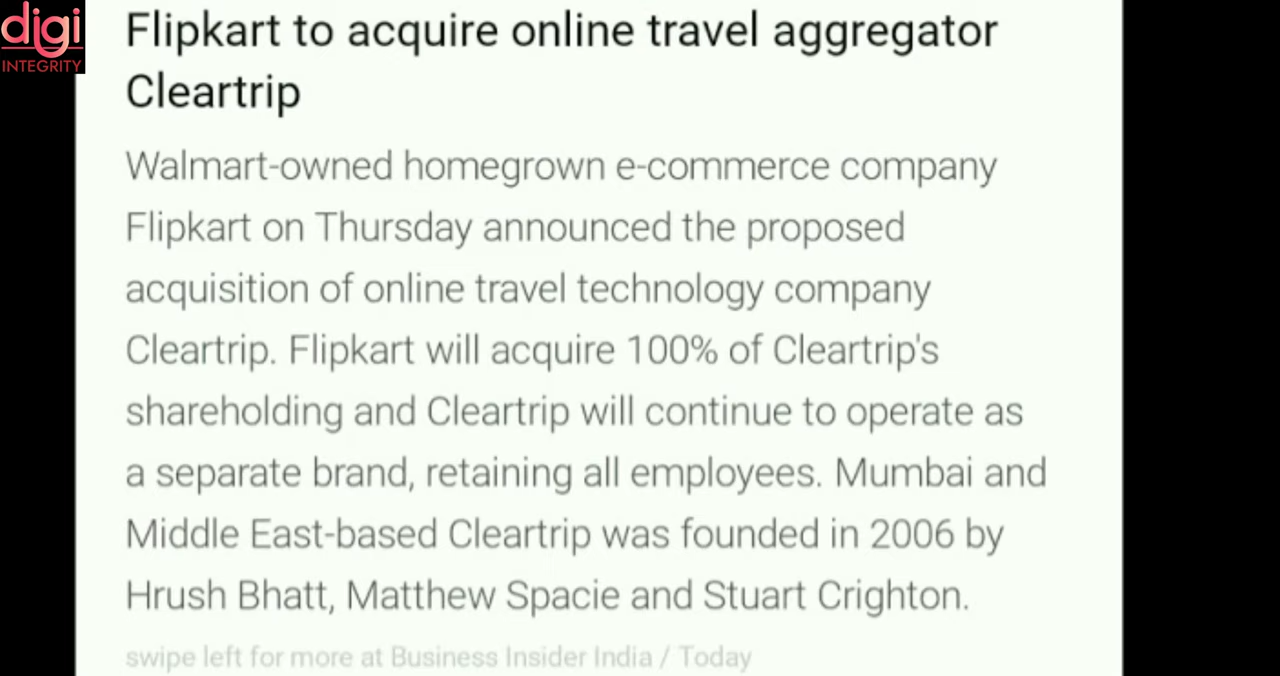 digi
INTEGRITY
Flipkart to acquire online travel aggregator
Cleartrip
Walmart-owned homegrown e-commerce company
Flipkart on Thursday announced the proposed
acquisition of online travel technology company
Cleartrip. Flipkart will acquire 100% of Cleartrip's
shareholding and Cleartrip will continue to operate as
a separate brand, retaining all employees. Mumbai and
Middle East-based Cleartrip was founded in 2006 by
Hrush Bhatt, Matthew Spacie and Stuart Crighton.
swipe left for more at Business Insider India / Today